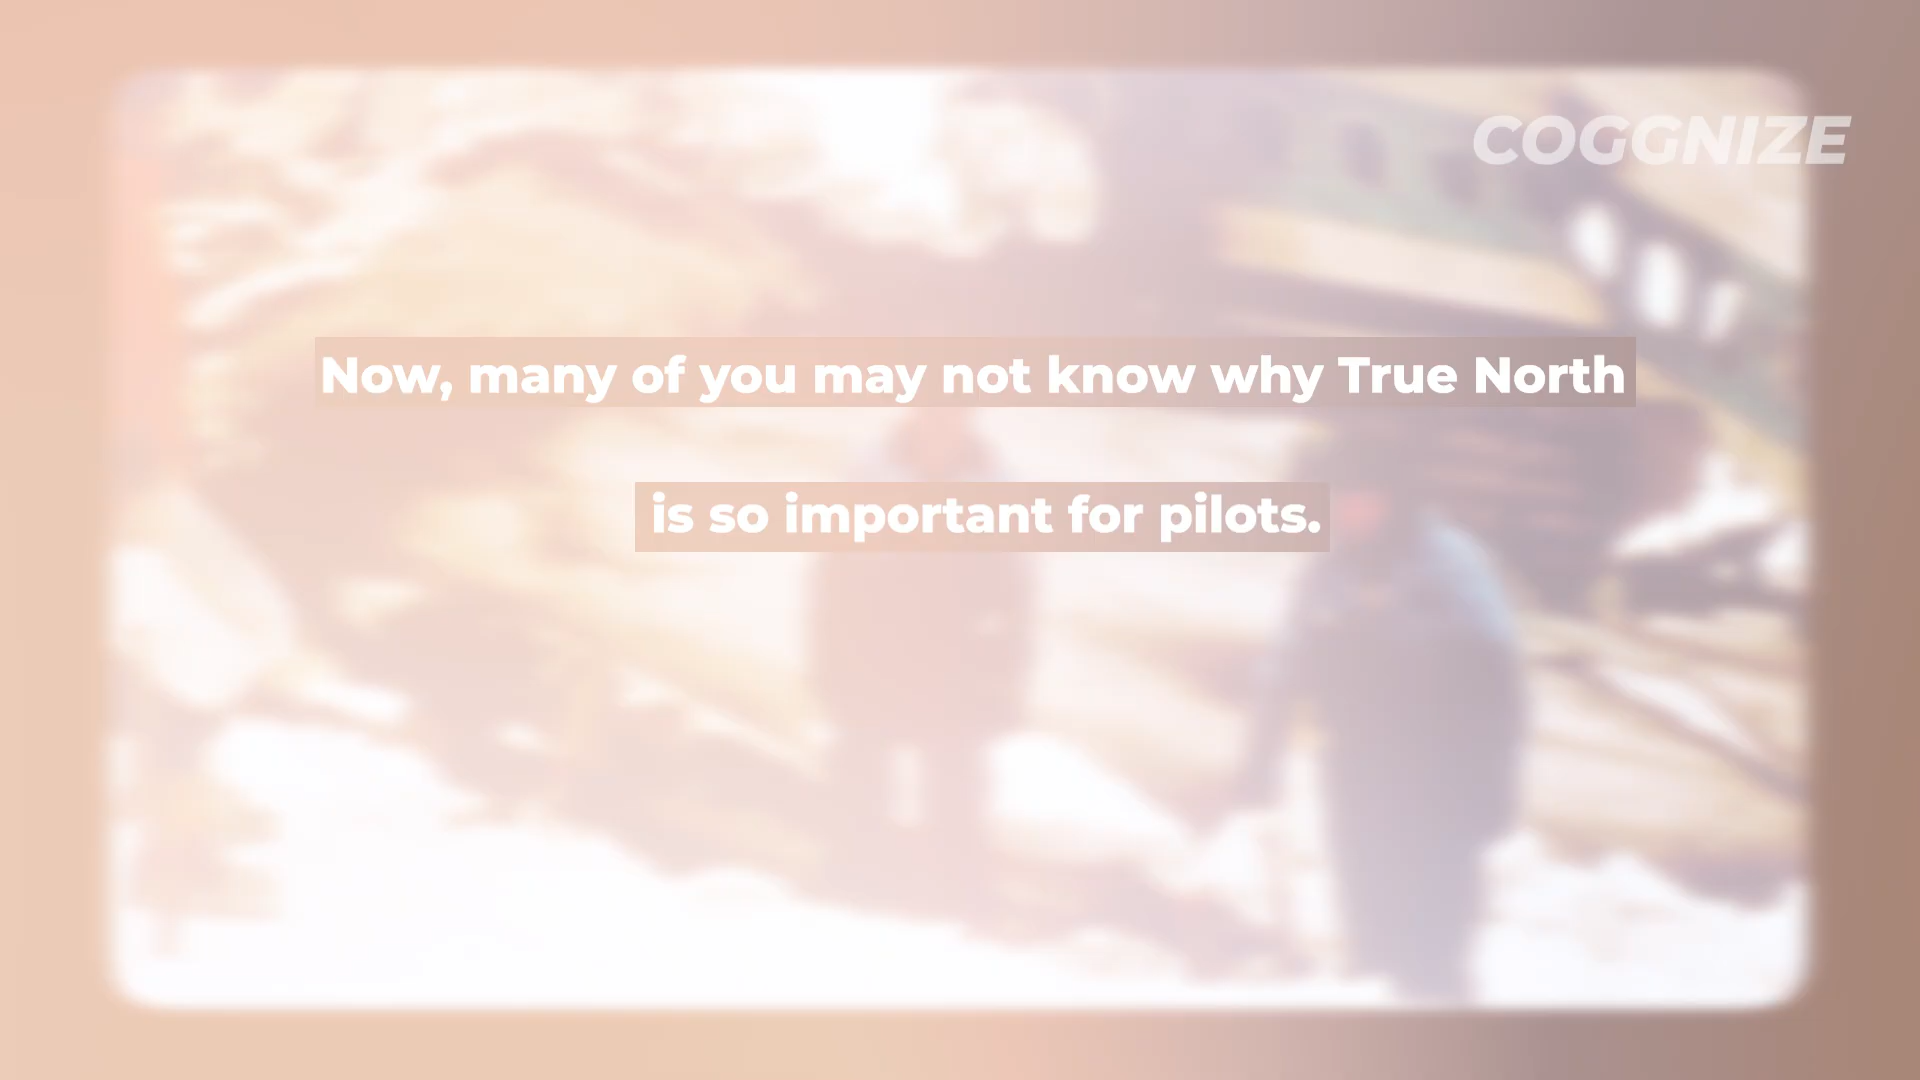 COGGNIZE
Now, many of you may not know why True North
is so important for pilots.